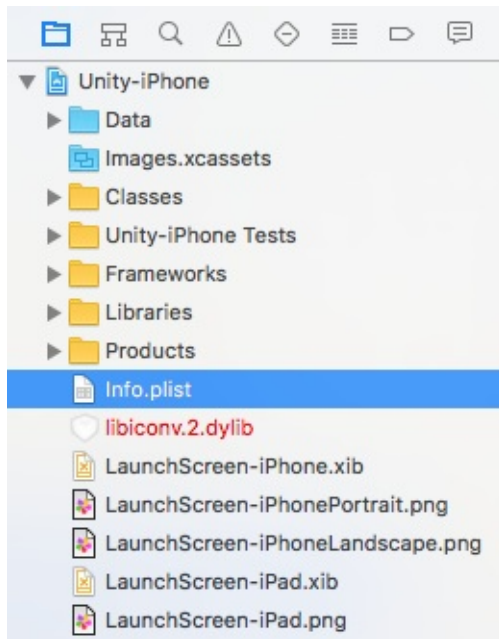 Unity-iPhone
Data
Images.xcassets
Classes
Unity-iPhone Tests
Frameworks
Libraries
Products
Info.plist
libiconv.2.dylib
LaunchScreen-iPhone.xib
LaunchScreen-iPhonePortrait.png
LaunchScreen-iPhoneLandscape.png
LaunchScreen-iPad.xib
LaunchScreen-iPad.png